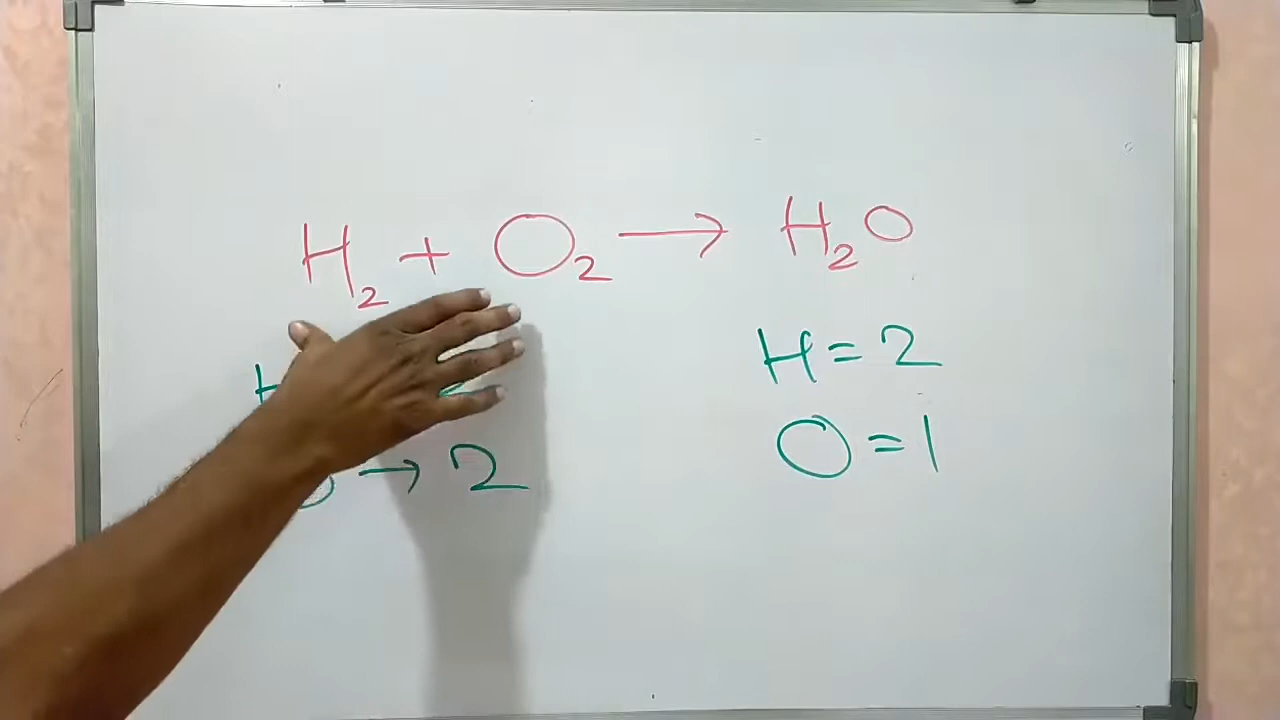 H₂ + O₂ → H₂O
H = 2
O → 2 O = 1